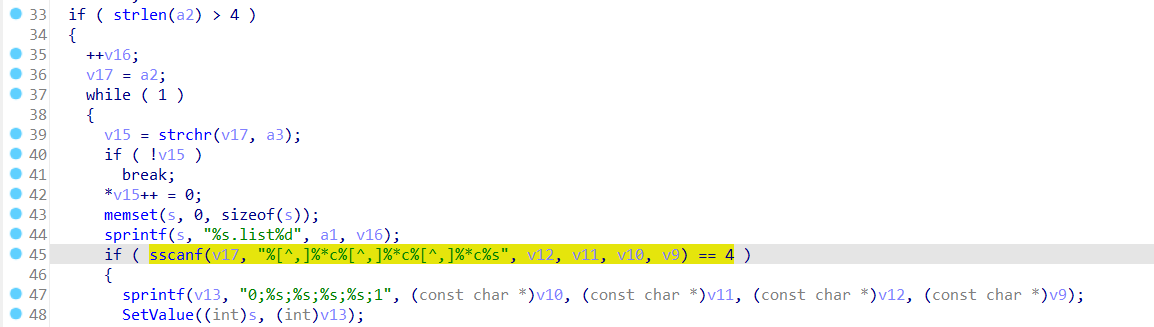 33 if ( strlen(a2) > 4 )
34 {
35 ++v16;
36 v17 = a2;
37 while ( 1 )
38 {
39 v15 = strchr(v17, a3);
40 if ( !v15 )
41 break;
42 *v15++ = 0;
43 memset(s, 0, sizeof(s));
44 sprintf(s, "%s.list%d", a1, v16);
45 if ( sscanf(v17, "%[^,]%*c%[^,]%*c%[^,]%*c%s", v12, v11, v10, v9) == 4 )
46 {
47 sprintf(v13, "0;%s;%s;%s;%s;1", (const char *)v10, (const char *)v11, (const char *)v12, (const char *)v9);
48 SetValue((int)s, (int)v13);